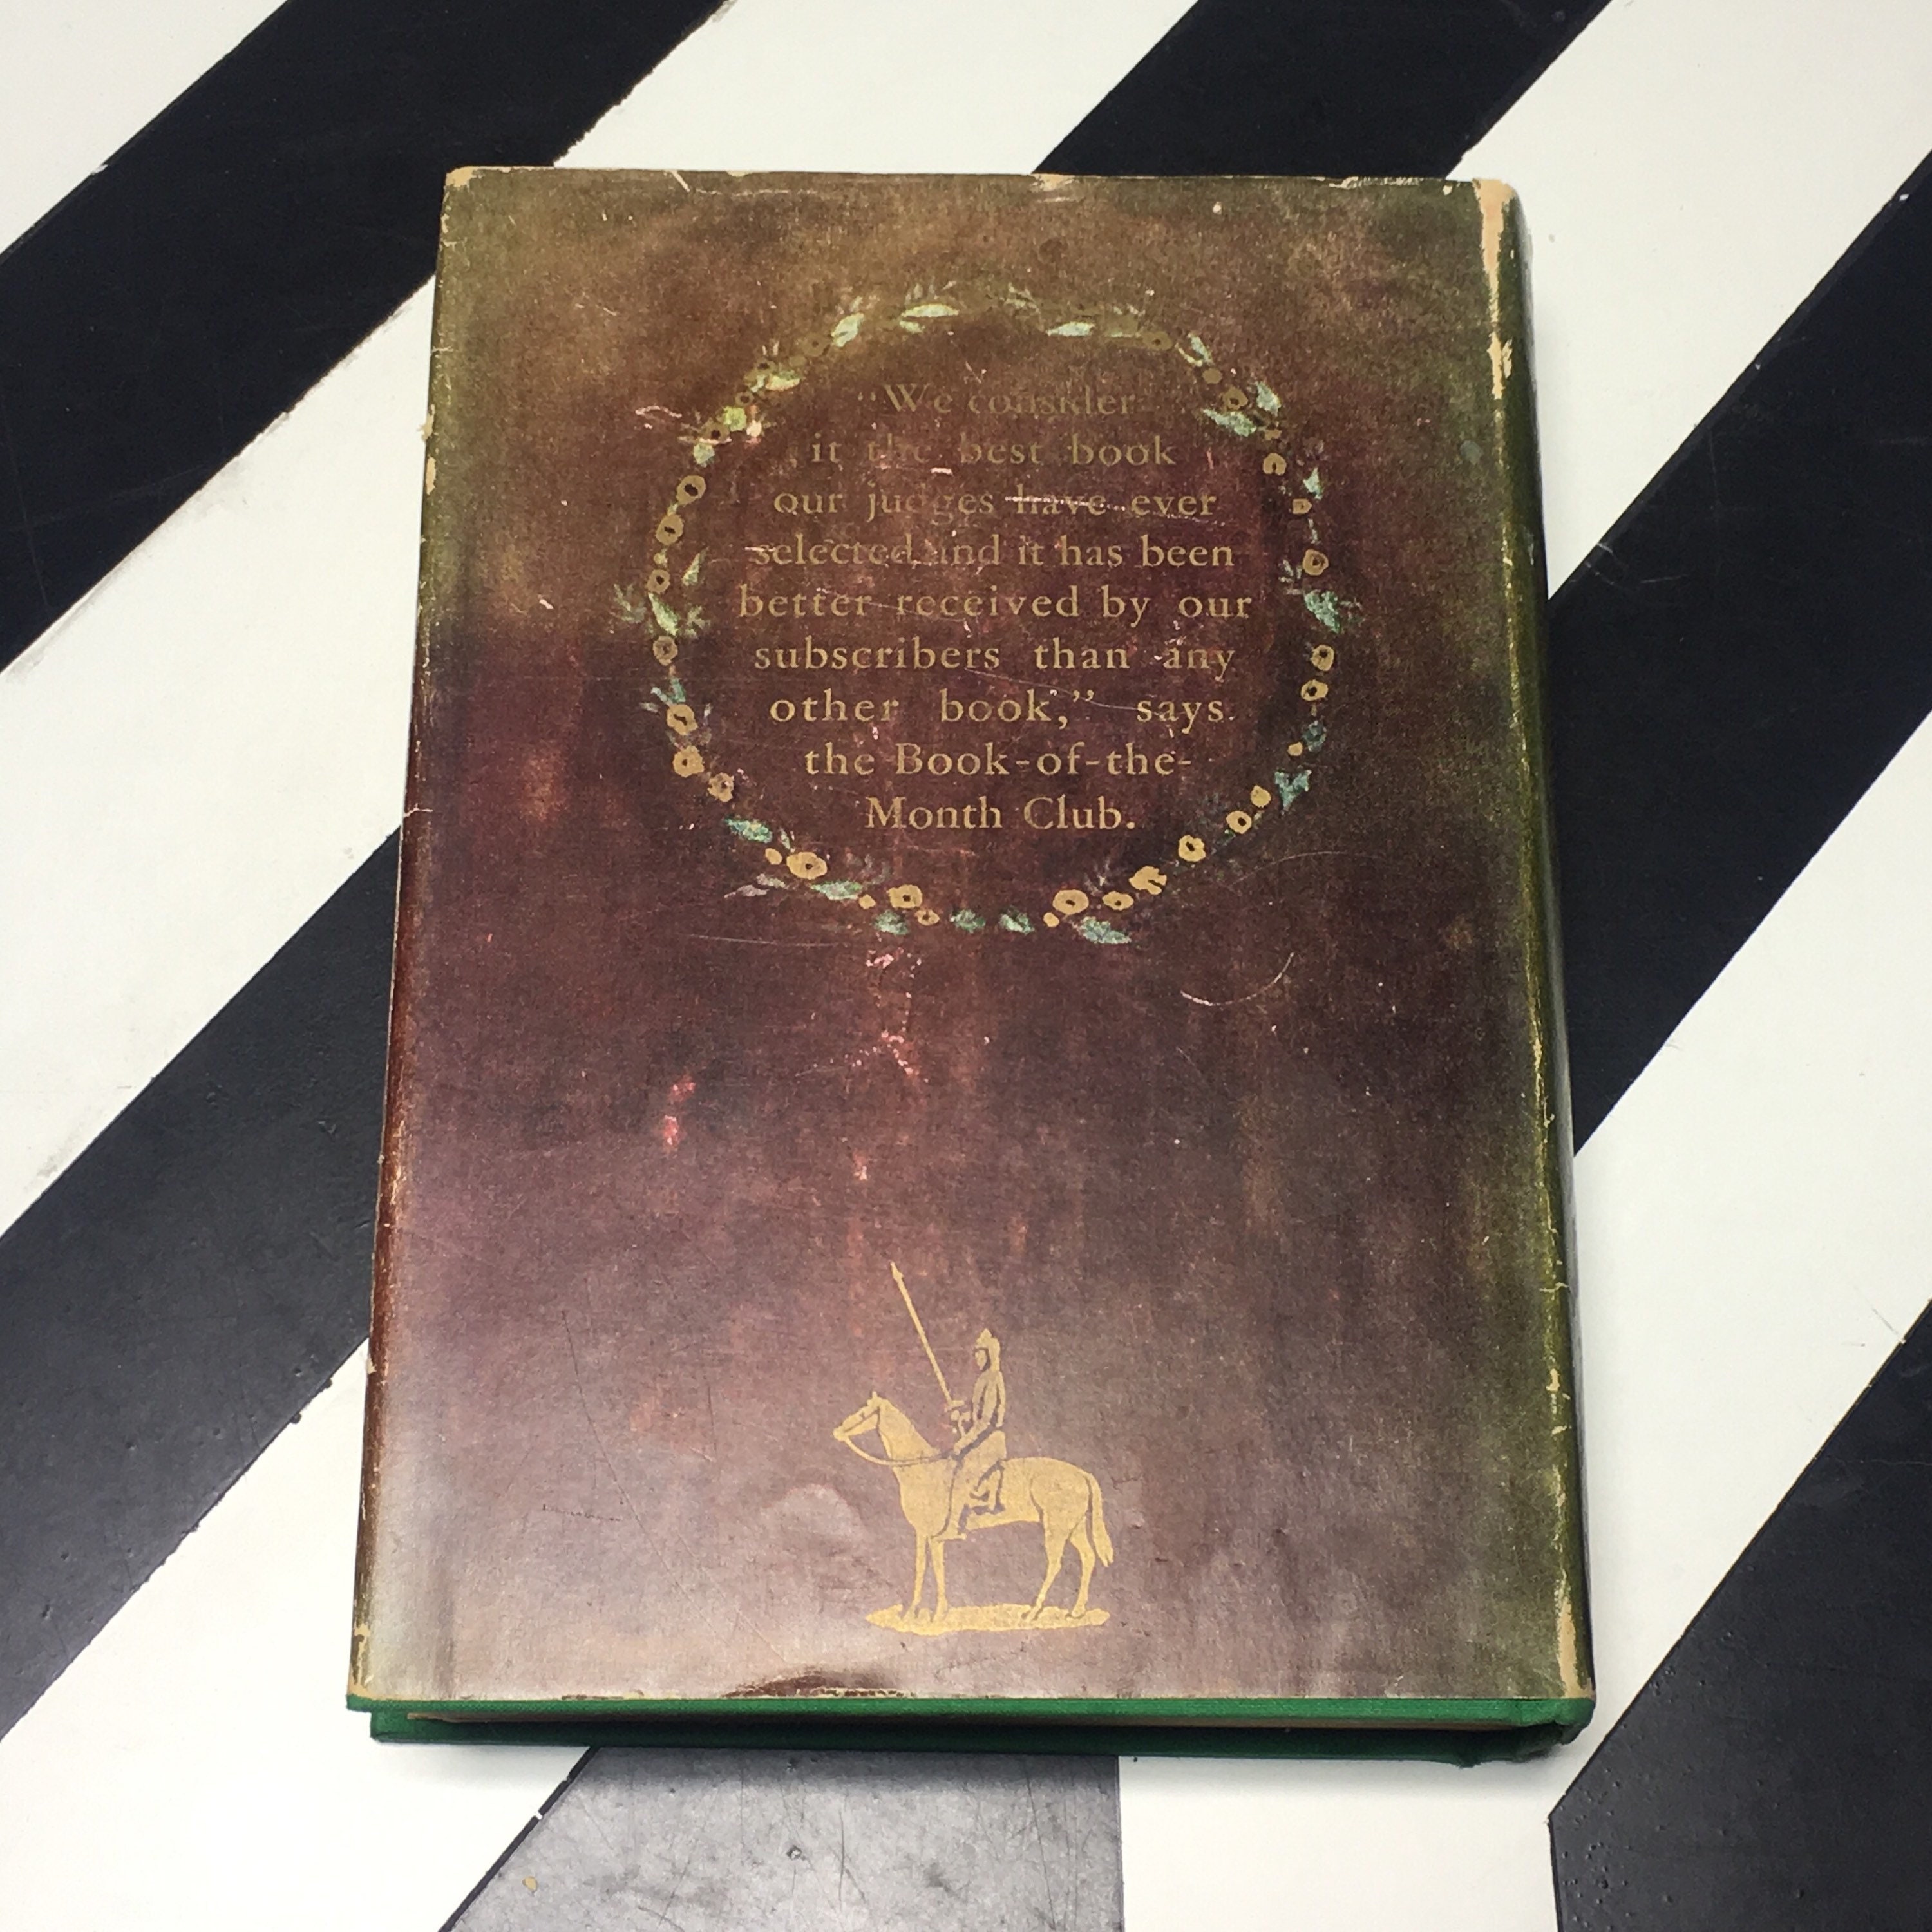 "We consider
it the best book
our judges have ever
selected and it has been
better received by our
subscribers than any
other book," says
the Book-of-the-
Month Club.